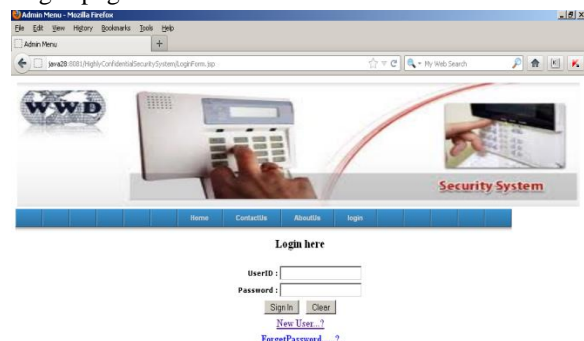 Admin Menu - Mozilla Firefox
File Edit View History Bookmarks Tools Help
Admin Menu
java28:8081/HighlyConfidentialSecuritySystem/LoginForm.jsp
My Web Search
WWD
Security System
Home ContactUs AboutUs login
Login here
UserID :
Password :
Sign In Clear
New User...?
ForgetPassword.....?